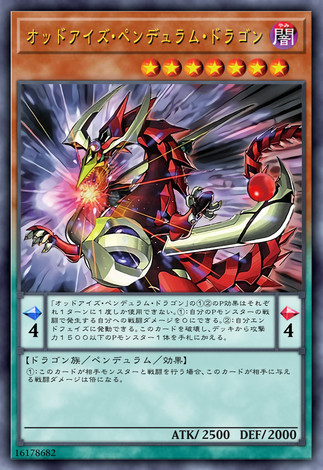 オッドアイズ・ペンデュラム・ドラゴン
やみ
闇
「オッドアイズ・ペンデュラム・ドラゴン」の①②のP効果はそれぞ
れ1ターンに1度しか使用できない。①:自分のPモンスターの戦
闘で発生する自分への戦闘ダメージを0にできる。②:自分エン
ドフェイズに発動できる。このカードを破壊し、デッキから攻撃
力1500以下のPモンスター1体を手札に加える。
4
4
【ドラゴン族/ペンデュラム/効果】
①:このカードが相手モンスターと戦闘を行う場合、このカードが相手に与え
る戦闘ダメージは倍になる。
ATK/ 2500 DEF/2000
16178682